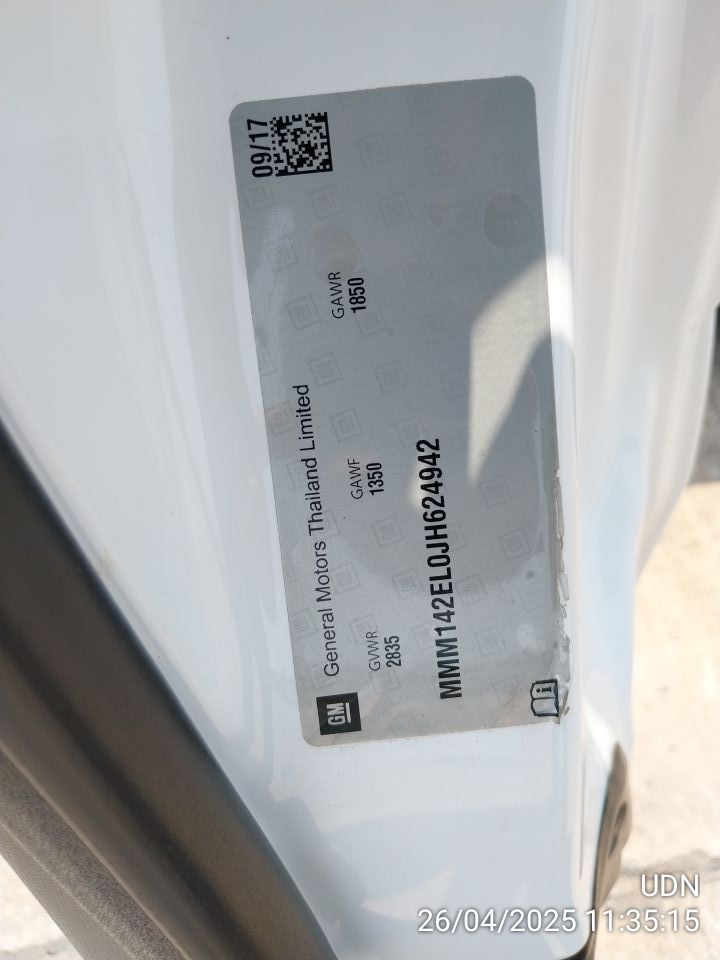 GM
General Motors Thailand Limited
09/17
GVWR
2835
GAWF
1350
GAWR
1850
MMM142EL0JH624942
UDN
26/04/2025 11:35:15